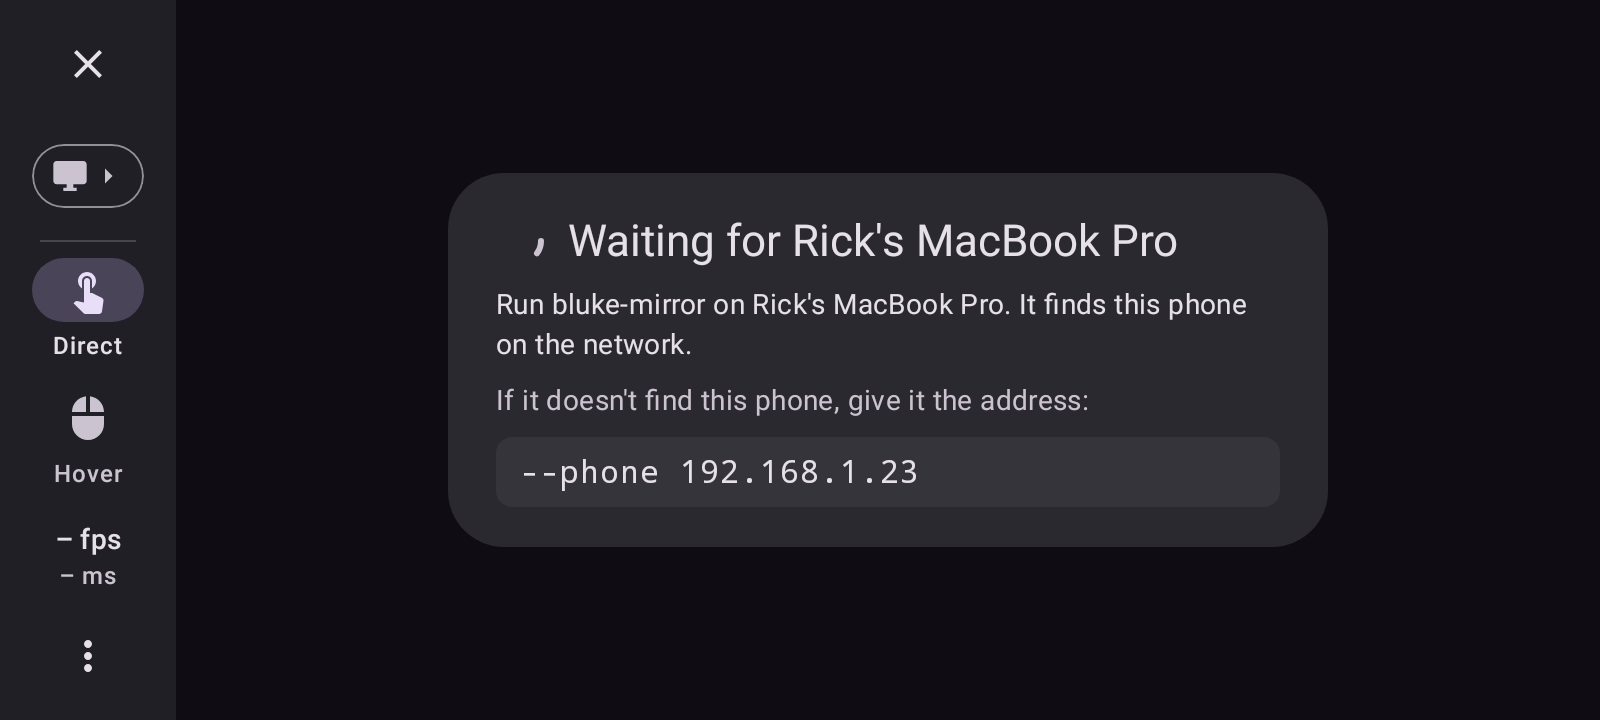 Waiting for Rick's MacBook Pro
Run bluke-mirror on Rick's MacBook Pro. It finds this phone
on the network.
If it doesn't find this phone, give it the address:
--phone 192.168.1.23
Direct
Hover
– fps
– ms